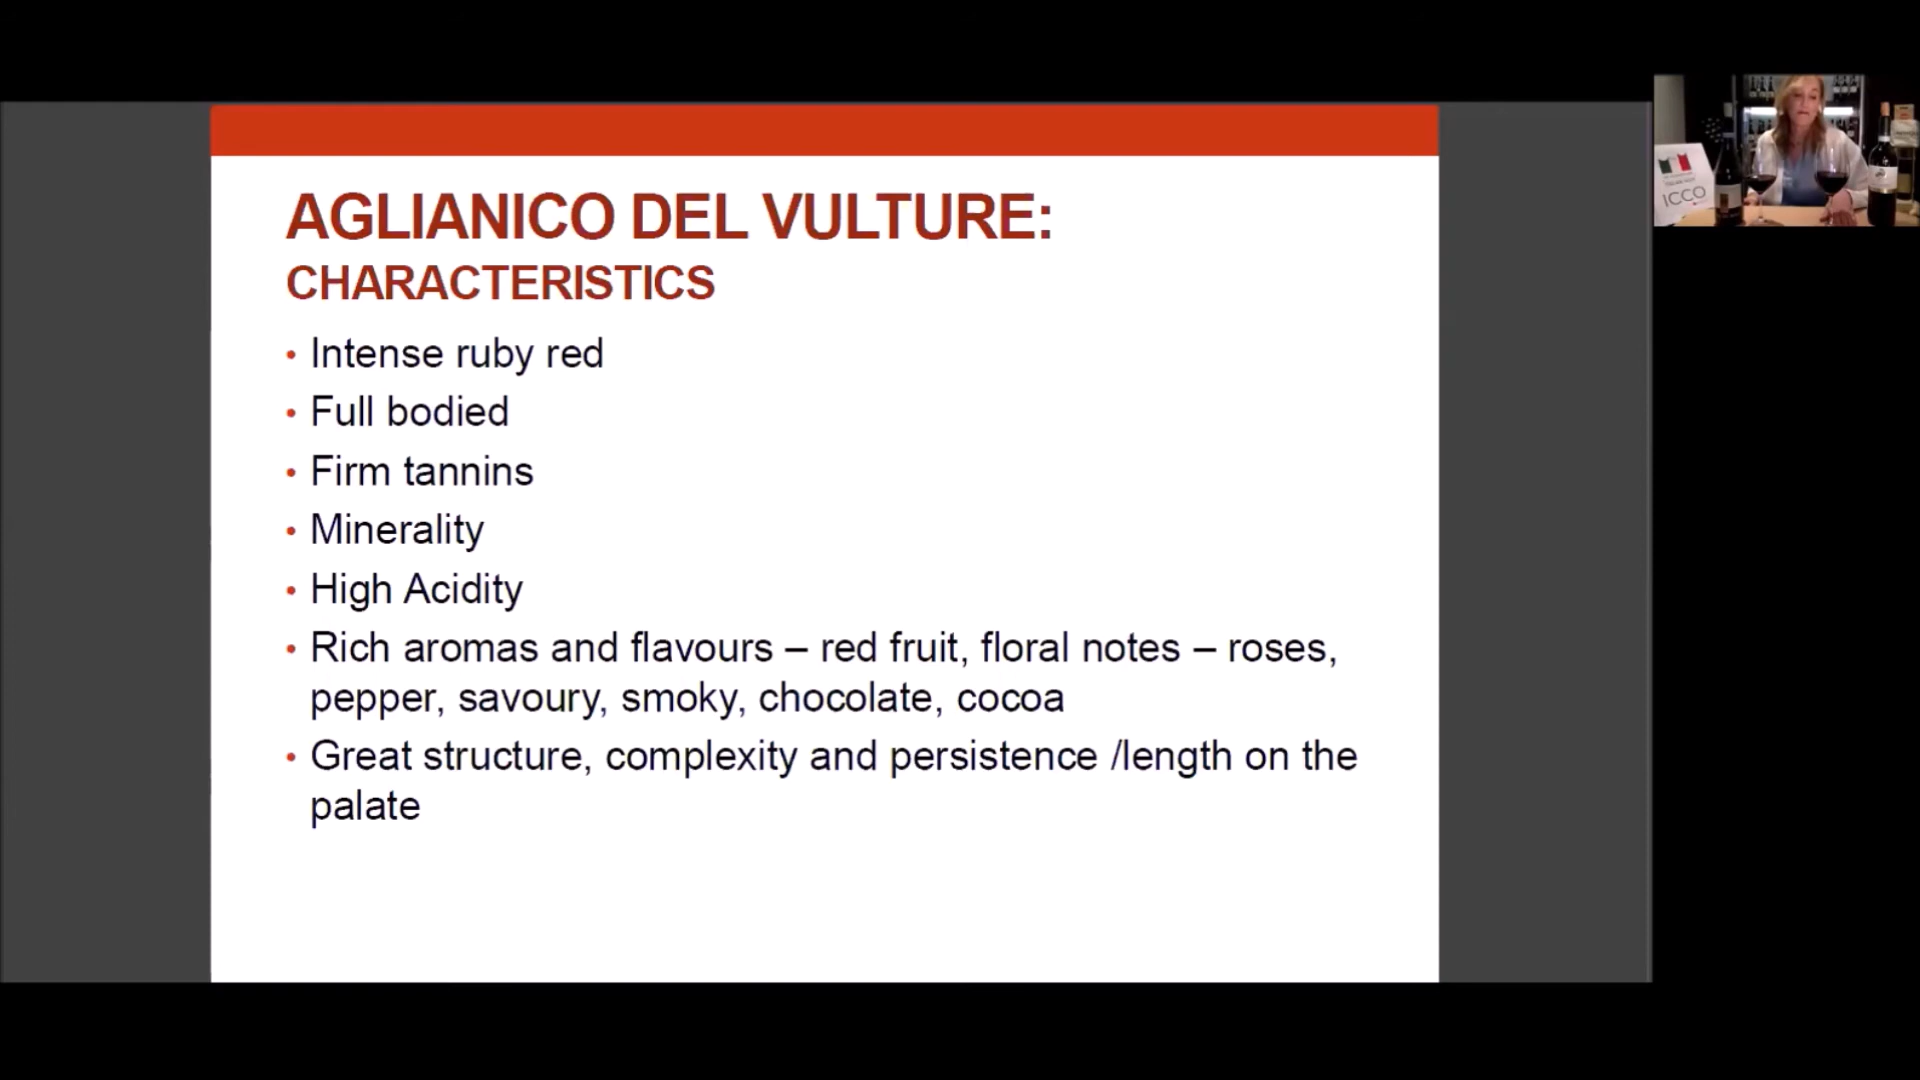 AGLIANICO DEL VULTURE:
CHARACTERISTICS
• Intense ruby red
• Full bodied
• Firm tannins
• Minerality
• High Acidity
• Rich aromas and flavours – red fruit, floral notes – roses,
pepper, savoury, smoky, chocolate, cocoa
• Great structure, complexity and persistence /length on the
palate
ICCO